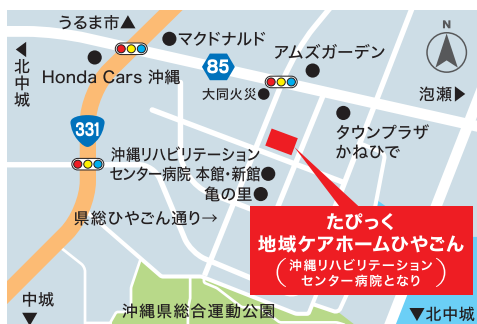 うるま市▲
N
●マクドナルド
◀北中城
Honda Cars 沖縄
85
アムズガーデン
大同火災●
泡瀬▶
331
タウンプラザ
かねひで
沖縄リハビリテーション
センター病院 本館・新館●
亀の里●
県総ひやごん通り→
たぴっく
地域ケアホームひやごん
(沖縄リハビリテーション
センター病院となり)
中城
▼
沖縄県総合運動公園
▼北中城